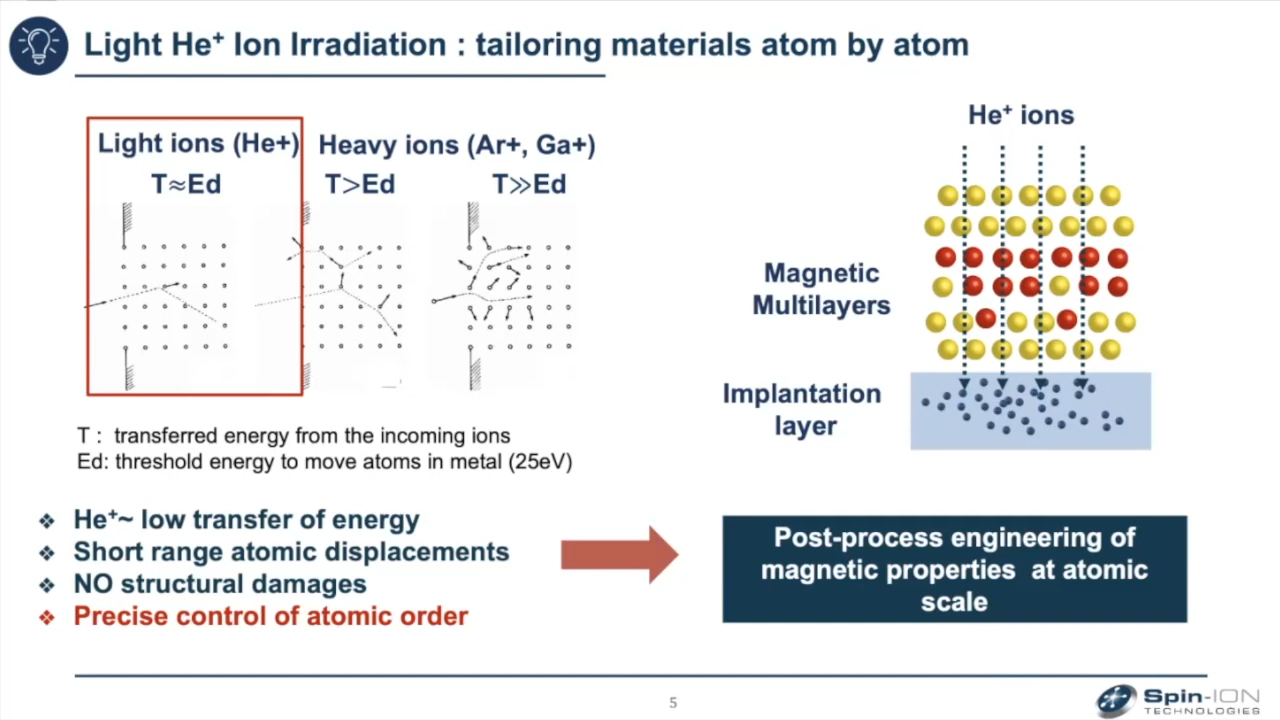 Light He⁺ Ion Irradiation : tailoring materials atom by atom
Light ions (He+)
T≈Ed
Heavy ions (Ar+, Ga+)
T>Ed
T≫Ed
T : transferred energy from the incoming ions
Ed: threshold energy to move atoms in metal (25eV)
He⁺ ions
Magnetic
Multilayers
Implantation
layer
❖ He⁺~ low transfer of energy
❖ Short range atomic displacements
❖ NO structural damages
❖ Precise control of atomic order
Post-process engineering of
magnetic properties at atomic
scale
5
Spin-ION
TECHNOLOGIES